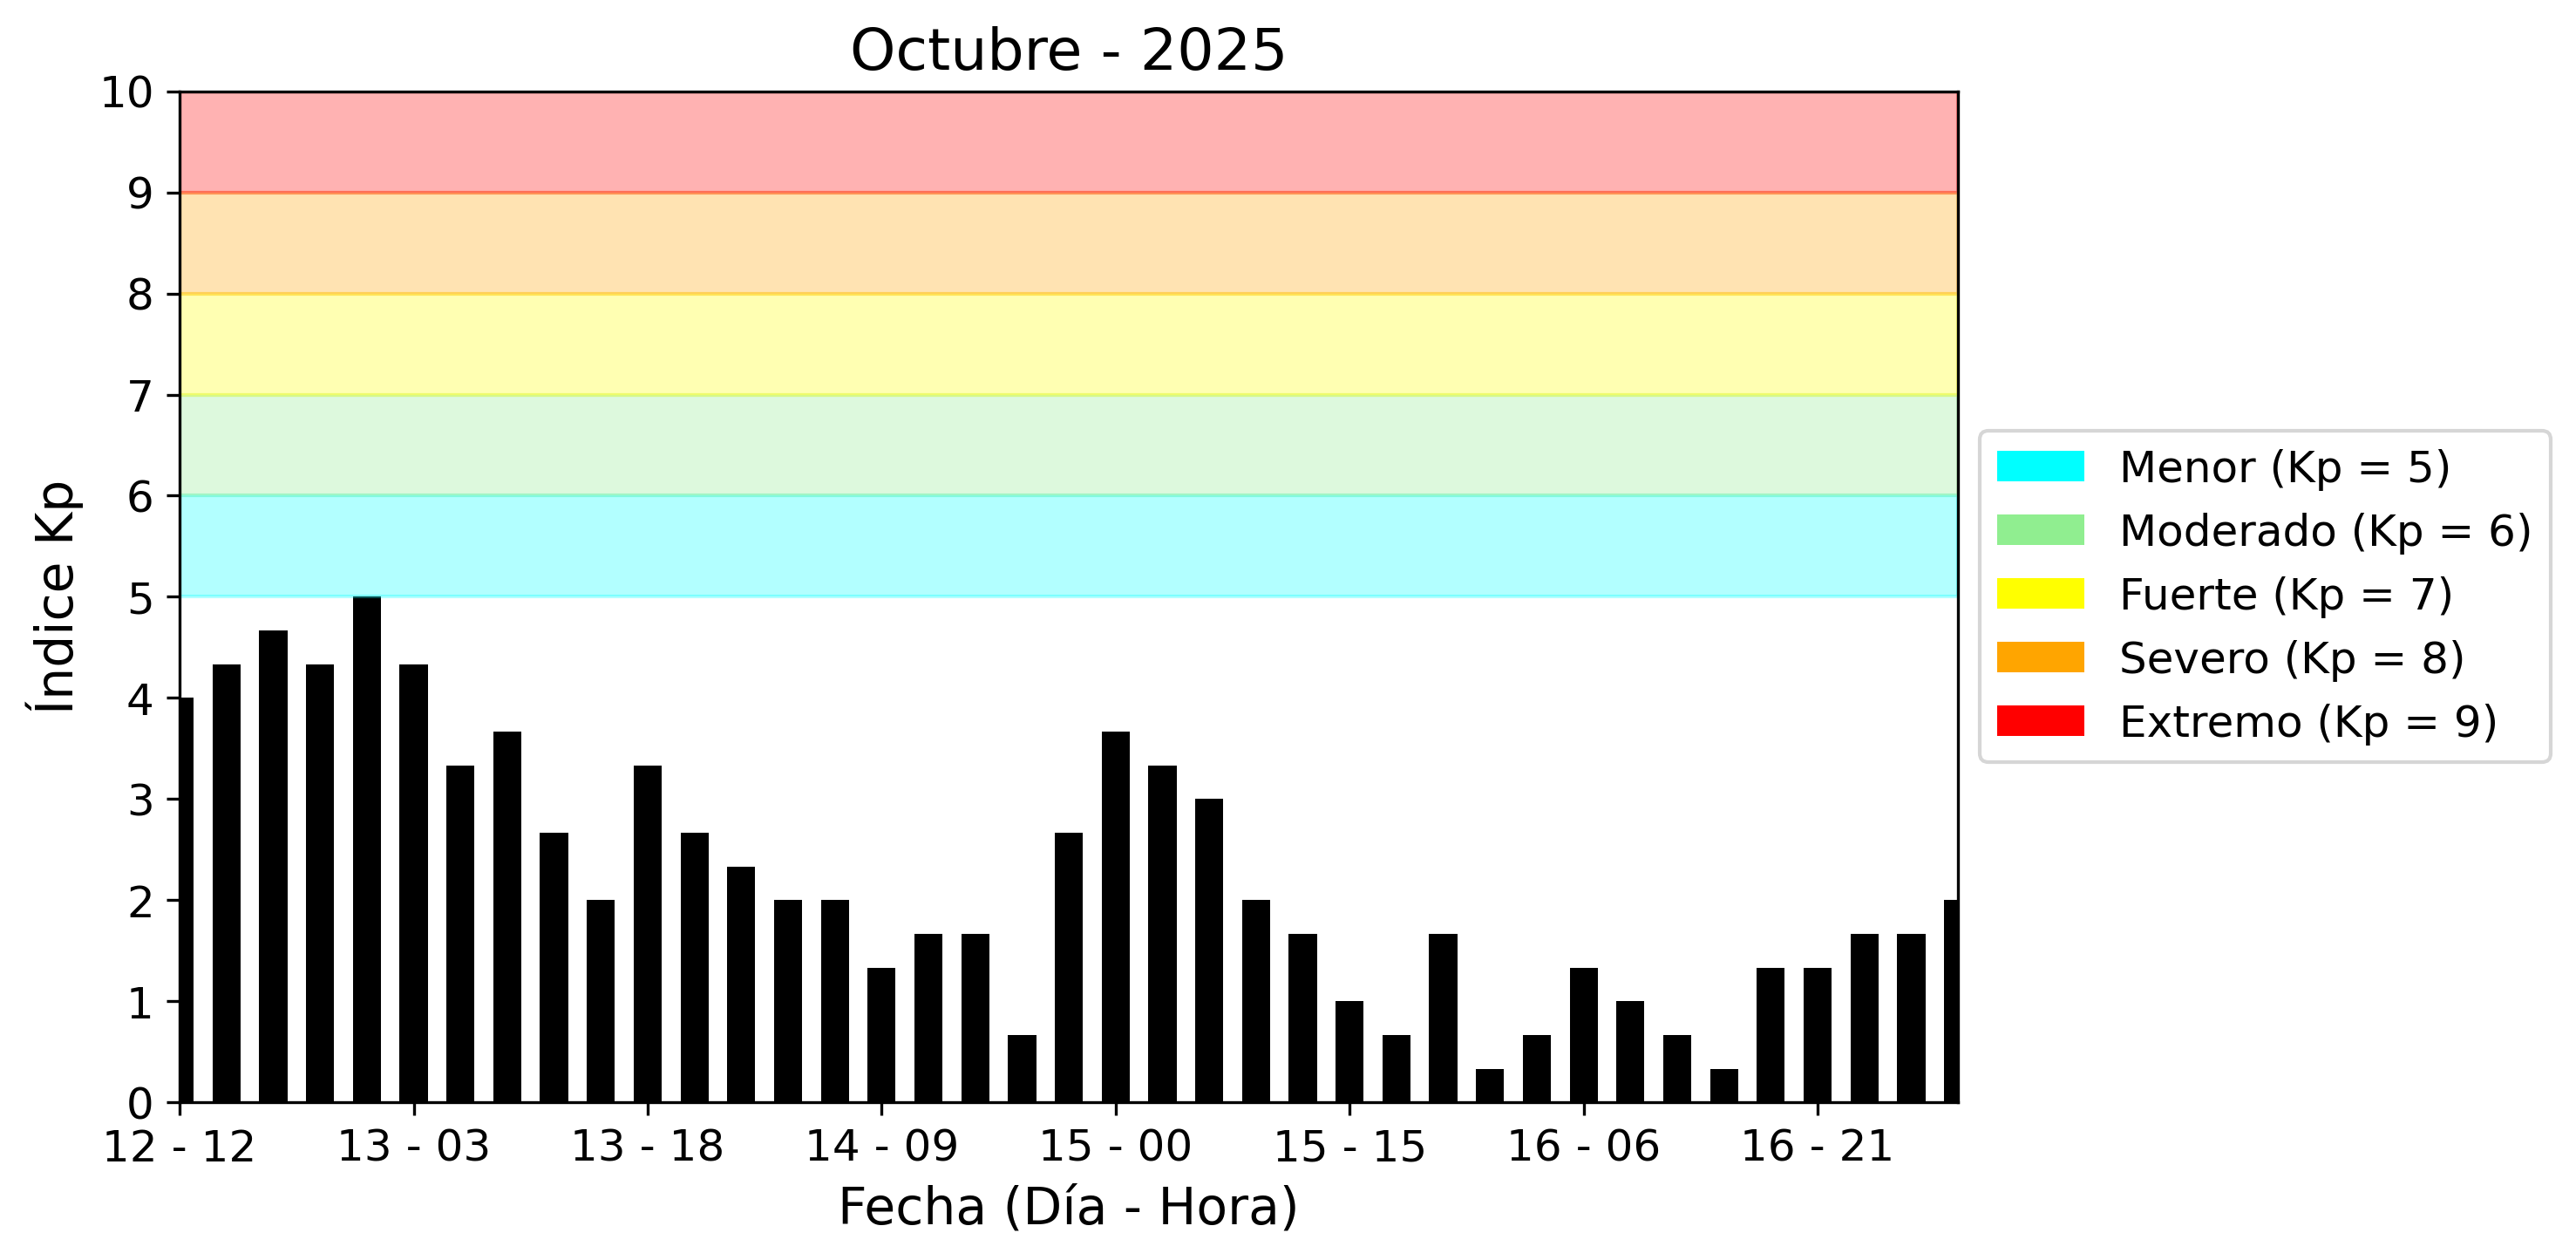 Octubre - 2025
10
9
8
7
6
5
4
3
2
1
0
Índice Kp
12 - 12
13 - 03
13 - 18
14 - 09
15 - 00
15 - 15
16 - 06
16 - 21
Fecha (Día - Hora)
Menor (Kp = 5)
Moderado (Kp = 6)
Fuerte (Kp = 7)
Severo (Kp = 8)
Extremo (Kp = 9)